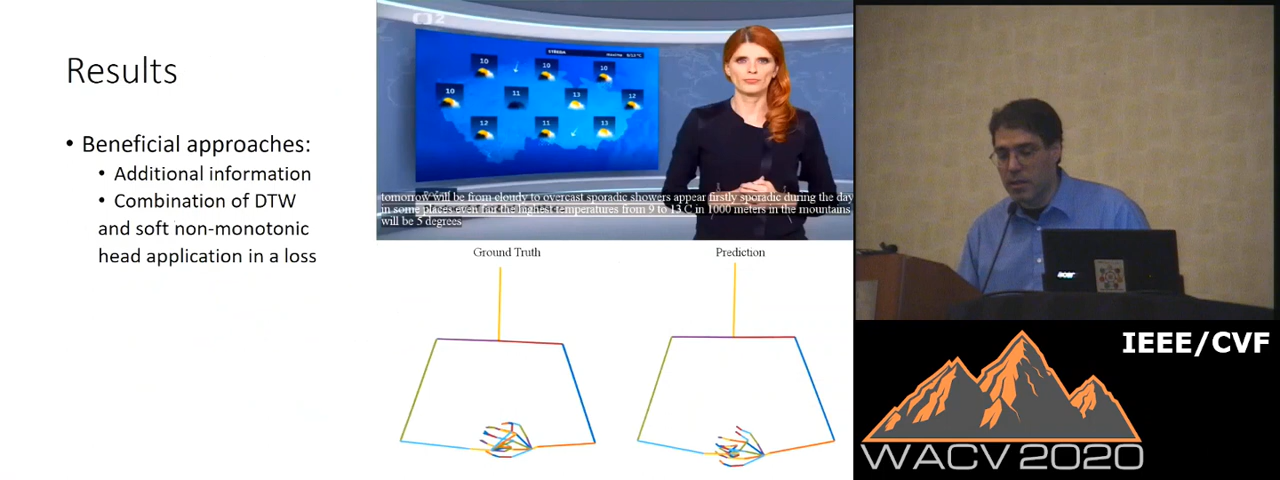 Results
• Beneficial approaches:
• Additional information
• Combination of DTW
and soft non-monotonic
head application in a loss
2
10
10
10
10
11
13
12
12
11
13
tomorrow will be from cloudy to overcast sporadic showers appear firstly sporadic during the day
in some places even for the highest temperatures from 9 to 13 C in 1000 meters in the mountains
will be 5 degrees
Ground Truth
Prediction
acer
IEEE/CVF
WACV 2020